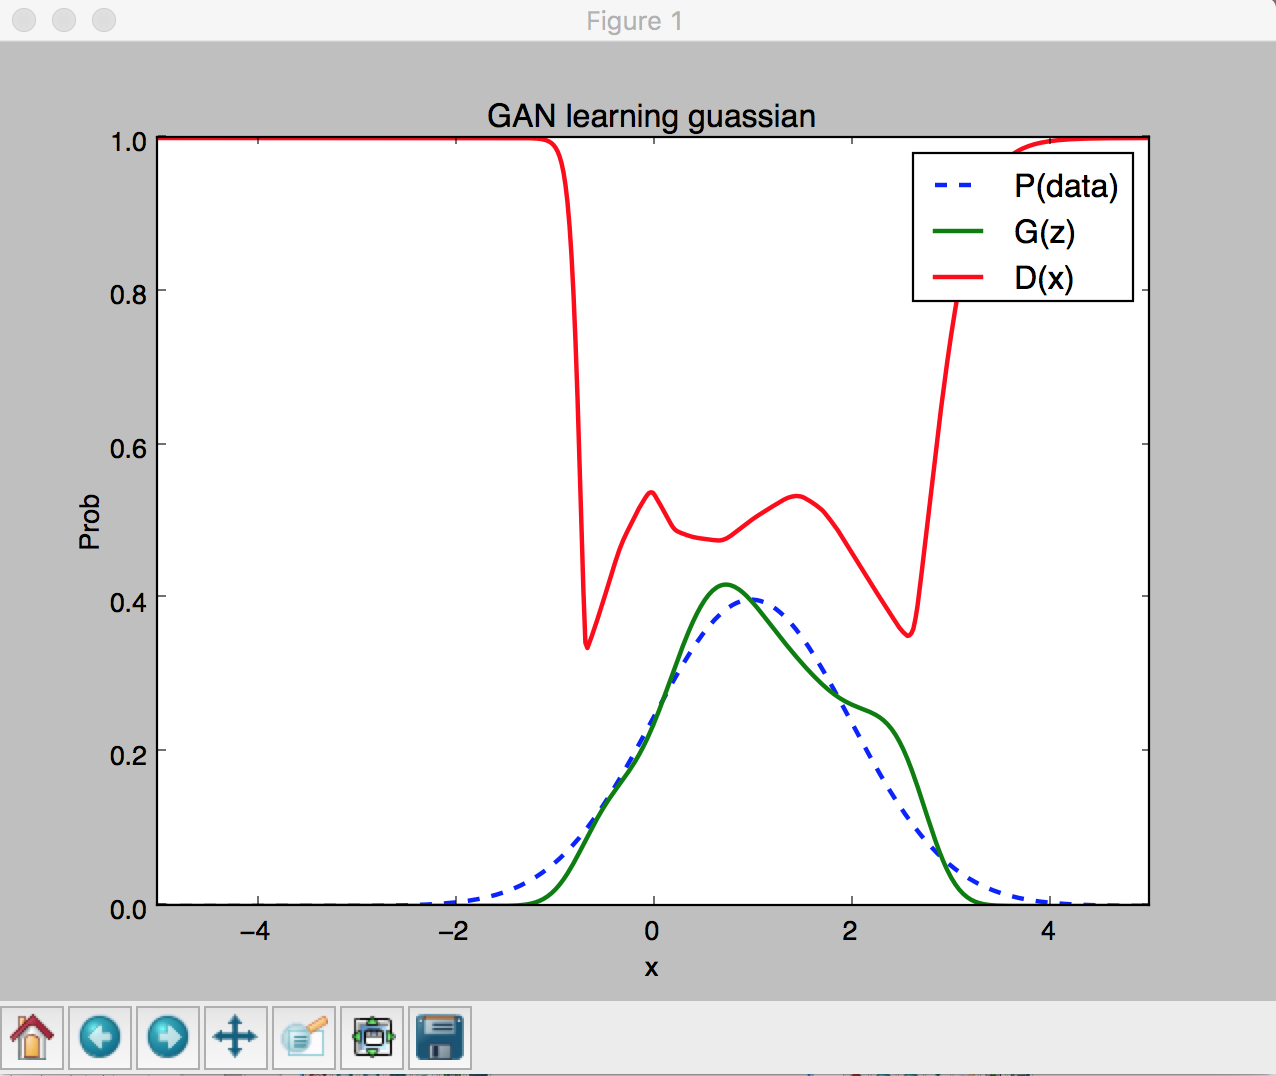 Figure 1
GAN learning guassian
1.0
0.8
0.6
0.4
0.2
0.0
Prob
−4
−2
0
2
4
x
P(data)
G(z)
D(x)